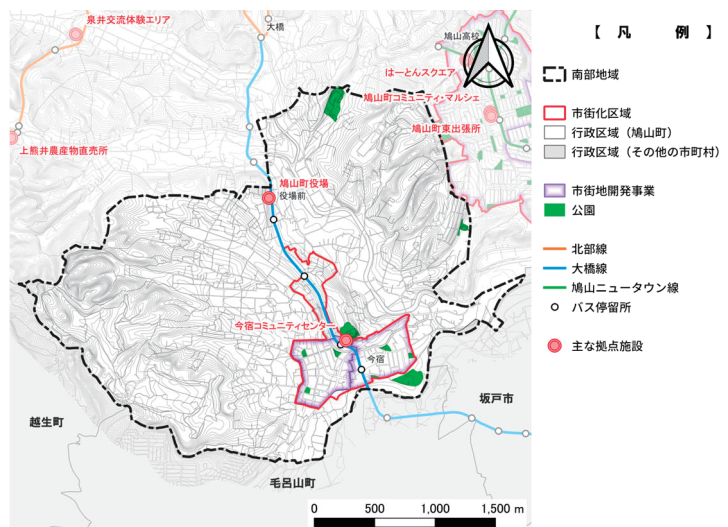 泉井交流体験エリア
大橋
鳩山高校
はーとんスクエア
鳩山町コミュニティ・マルシェ
鳩山町東出張所
上熊井農産物直売所
鳩山町役場
役場前
今宿コミュニティセンター
今宿
越生町
坂戸市
毛呂山町
0 500 1,000 1,500 m
【 凡 例 】
南部地域
市街化区域
行政区域（鳩山町）
行政区域（その他の市町村）
市街地開発事業
公園
北部線
大橋線
鳩山ニュータウン線
バス停留所
主な拠点施設